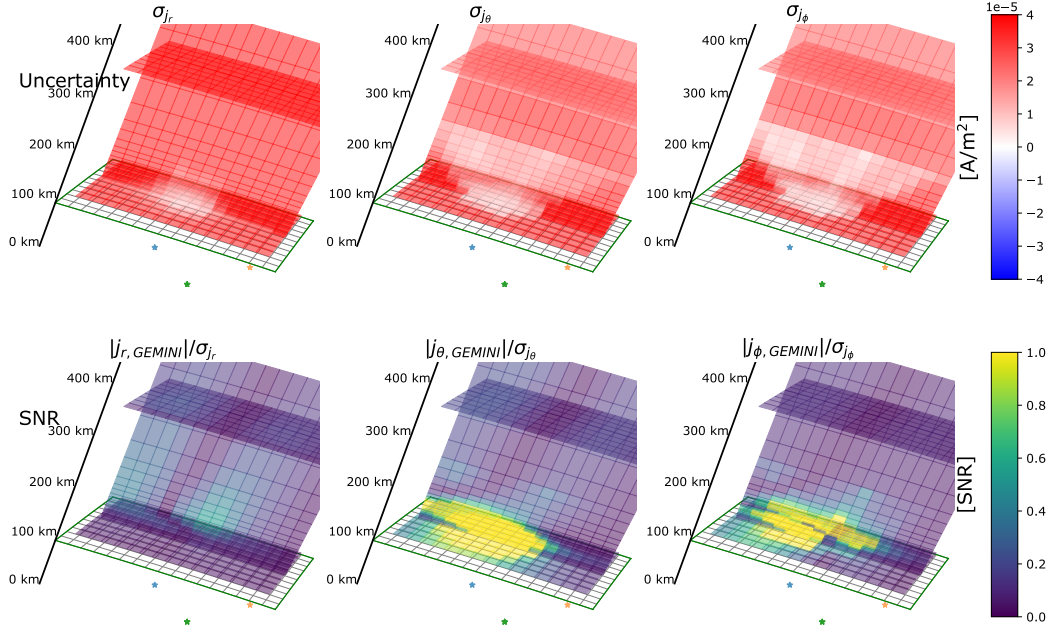 σ_{j_r}
σ_{j_θ}
σ_{j_ϕ}
1e−5
Uncertainty
400 km
300 km
200 km
100 km
0 km
400 km
300 km
200 km
100 km
0 km
400 km
300 km
200 km
100 km
0 km
4
3
2
1
0
−1
−2
−3
−4
[A/m²]
|j_{r, GEMINI}|/σ_{j_r}
|j_{θ, GEMINI}|/σ_{j_θ}
|j_{ϕ, GEMINI}|/σ_{j_ϕ}
SNR
400 km
300 km
200 km
100 km
0 km
400 km
300 km
200 km
100 km
0 km
400 km
300 km
200 km
100 km
0 km
1.0
0.8
0.6
0.4
0.2
0.0
[SNR]